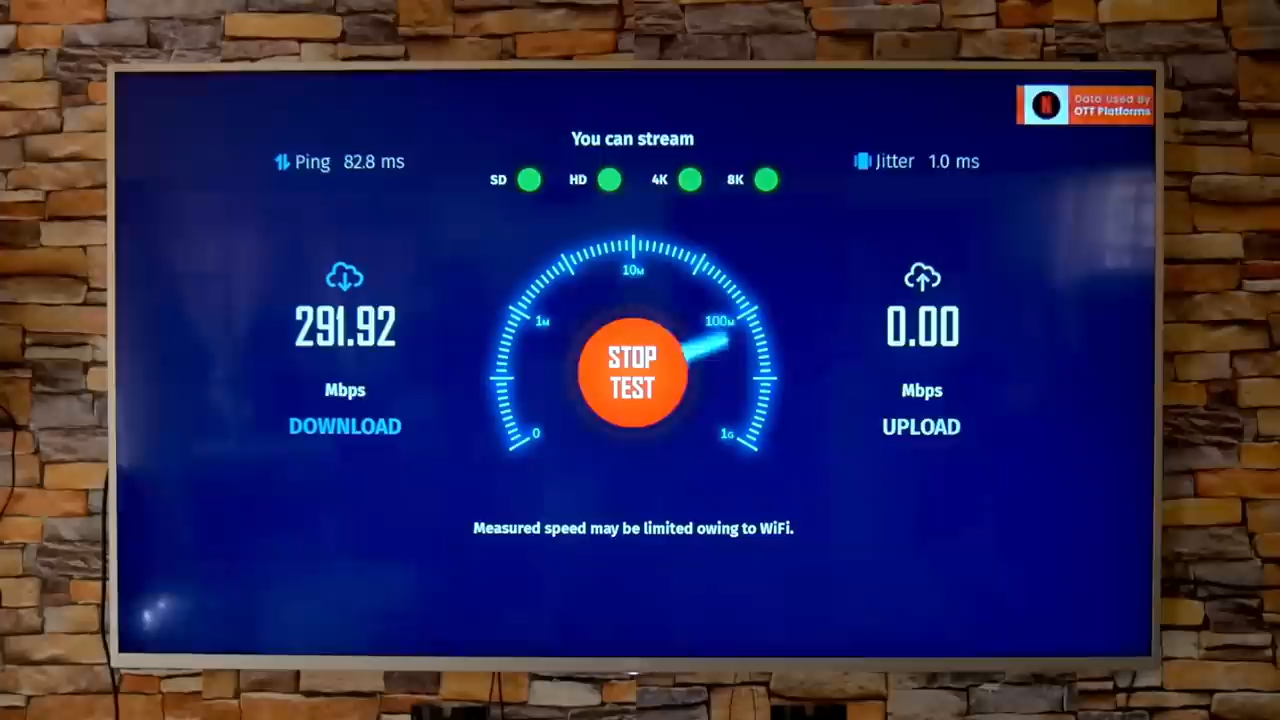 N
Data used By
OTT Platforms
You can stream
Ping 82.8 ms
Jitter 1.0 ms
SD HD 4K 8K
10M
1M
100M
291.92
0.00
STOP
TEST
Mbps
Mbps
DOWNLOAD
UPLOAD
0
1G
Measured speed may be limited owing to WiFi.